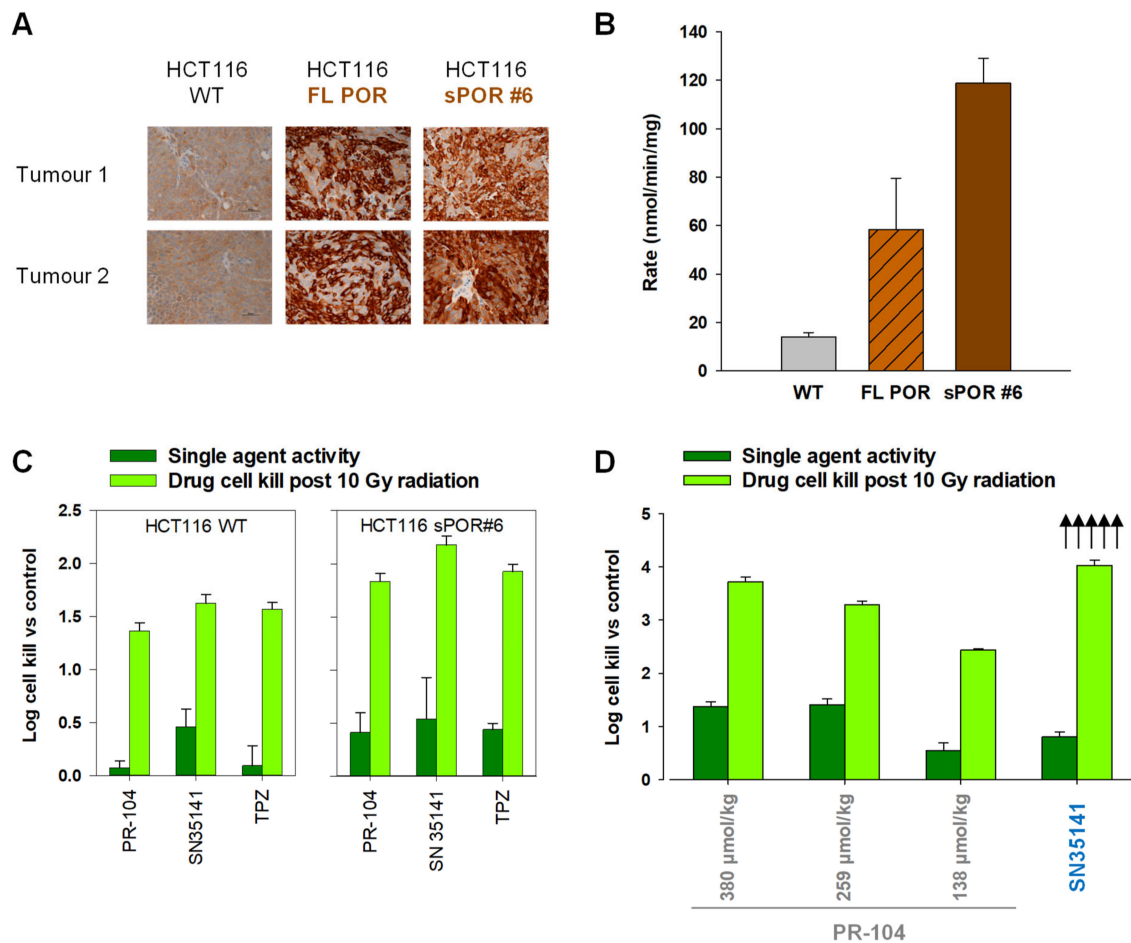 A
HCT116 WT
HCT116 FL POR
HCT116 sPOR #6
Tumour 1
Tumour 2
B
Rate (nmol/min/mg)
140
120
100
80
60
40
20
0
WT
FL POR
sPOR #6
C
Single agent activity
Drug cell kill post 10 Gy radiation
Log cell kill vs control
2.5
2.0
1.5
1.0
0.5
0.0
HCT116 WT
HCT116 sPOR#6
PR-104
SN35141
TPZ
PR-104
SN 35141
TPZ
D
Single agent activity
Drug cell kill post 10 Gy radiation
Log cell kill vs control
5
4
3
2
1
0
380 µmol/kg
259 µmol/kg
138 µmol/kg
SN35141
PR-104